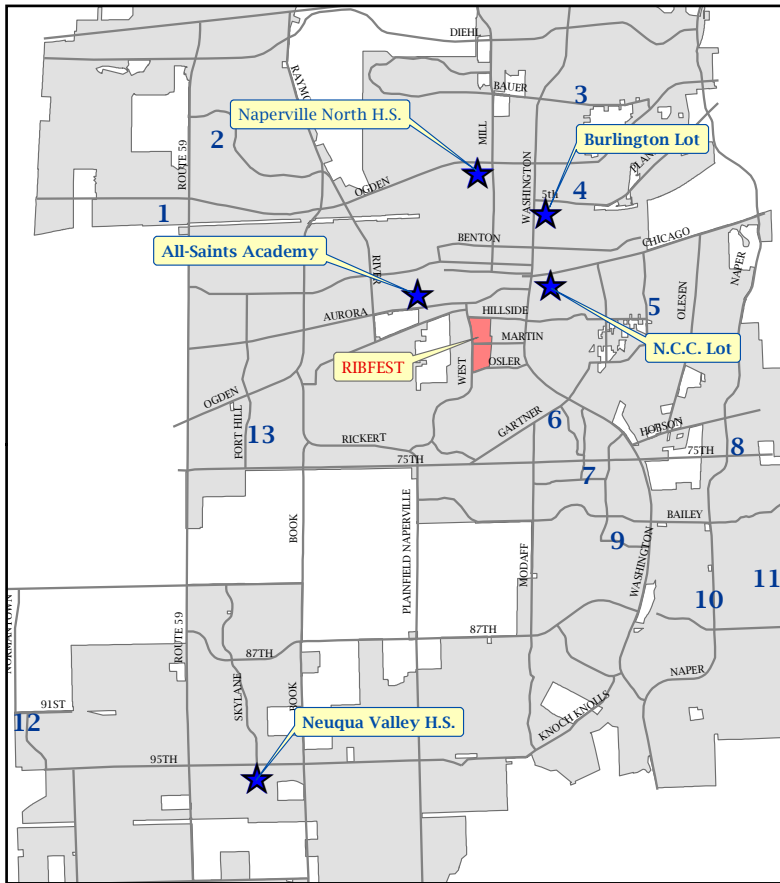 DIEHL
RAYMO
BAUER
3
Naperville North H.S.
MILL
Burlington Lot
2
ROUTE 59
WASHINGTON
PLAN
OGDEN
5th
4
1
BENTON
CHICAGO
All-Saints Academy
RIVER
NAPER
OLESEN
HILLSIDE
5
AURORA
MARTIN
N.C.C. Lot
RIBFEST
WEST
OSLER
OGDEN
FORT HILL
GARTNER
6
HOBSON
13
RICKERT
8
75TH
75TH
7
BAILEY
BOOK
PLAINFIELD NAPERVILLE
MODAFF
9
WASHINGTON
11
10
NORMANTOWN
ROUTE 59
87TH
87TH
NAPER
SKYLANE
BOOK
91ST
12
KNOCH KNOLLS
Neuqua Valley H.S.
95TH